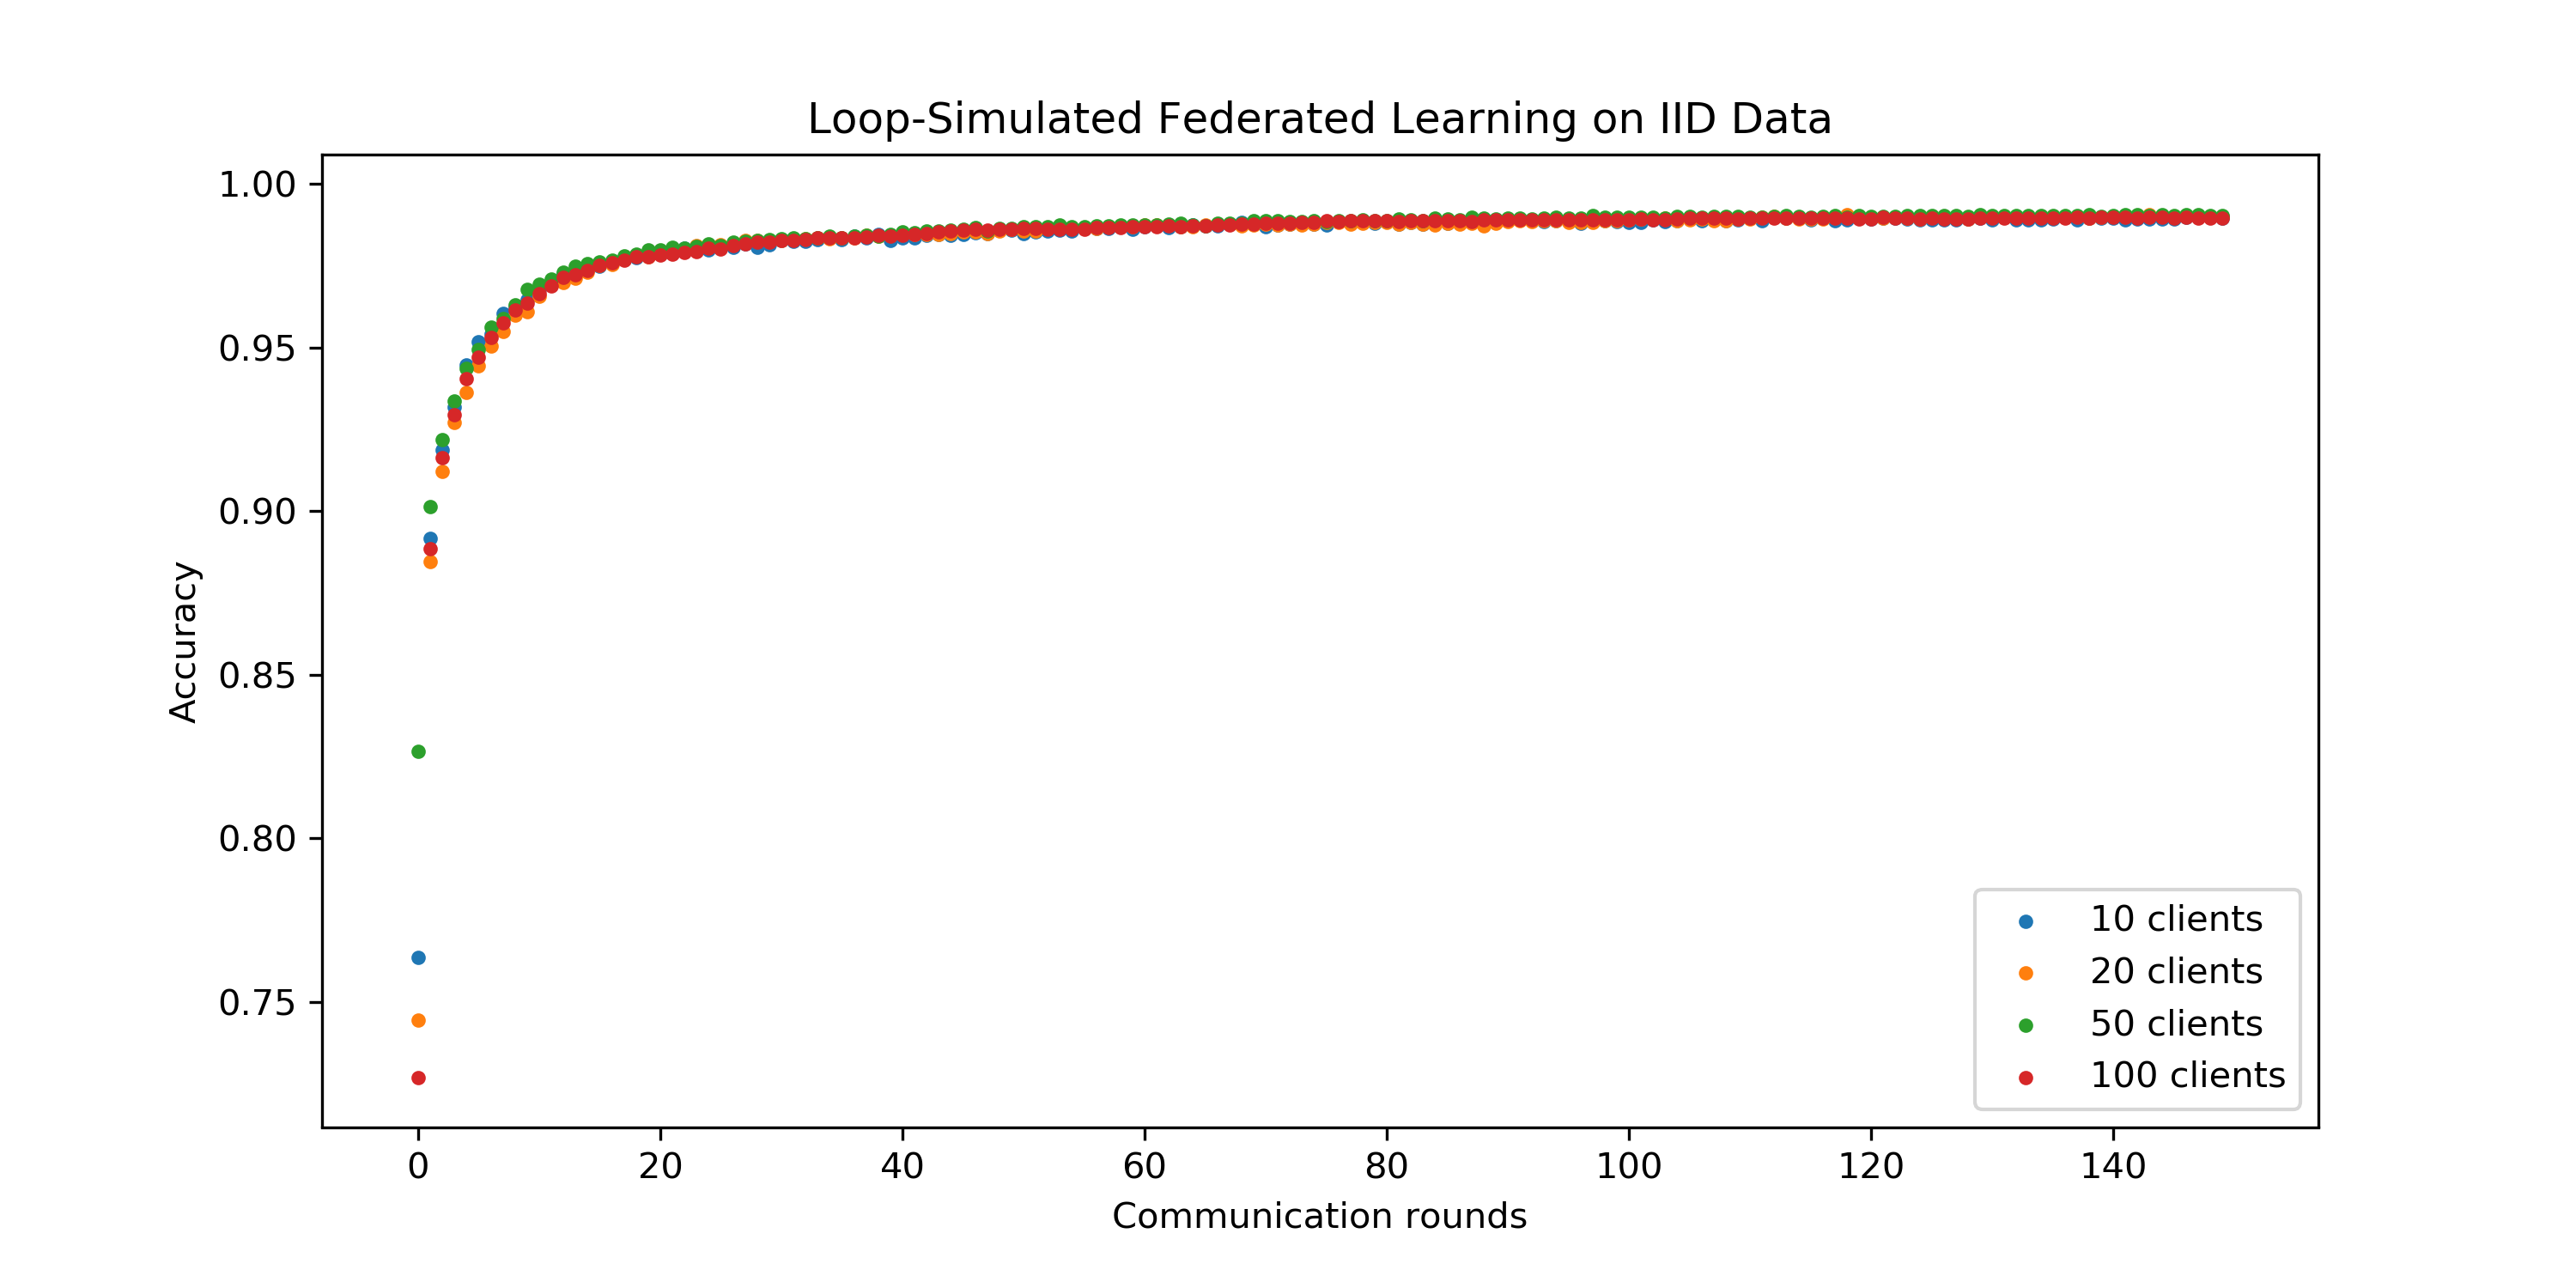 Loop-Simulated Federated Learning on IID Data
1.00
0.95
0.90
0.85
0.80
0.75
Accuracy
0 20 40 60 80 100 120 140
Communication rounds
10 clients
20 clients
50 clients
100 clients